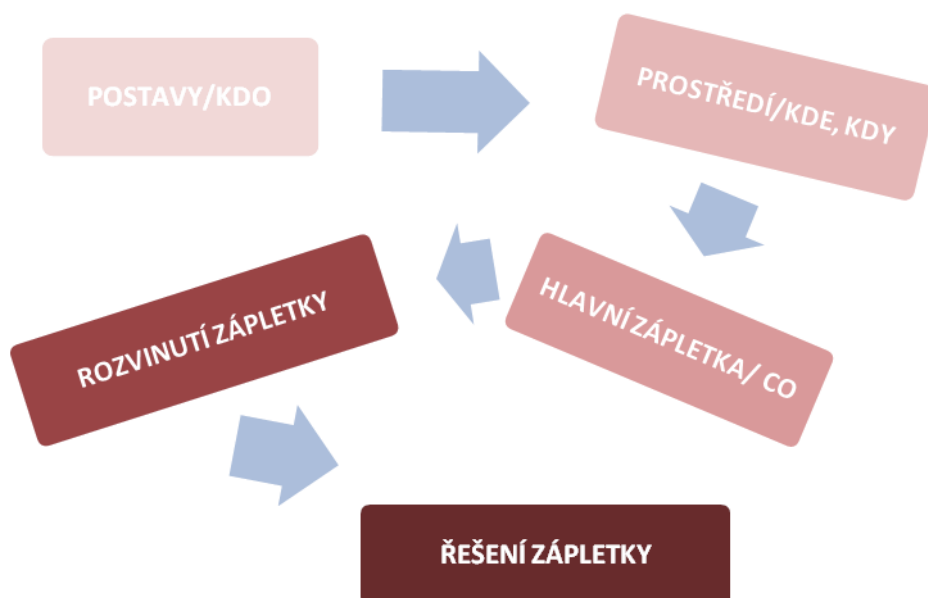 POSTAVY/KDO
PROSTŘEDÍ/KDE, KDY
HLAVNÍ ZÁPLETKA/ CO
ROZVINUTÍ ZÁPLETKY
ŘEŠENÍ ZÁPLETKY